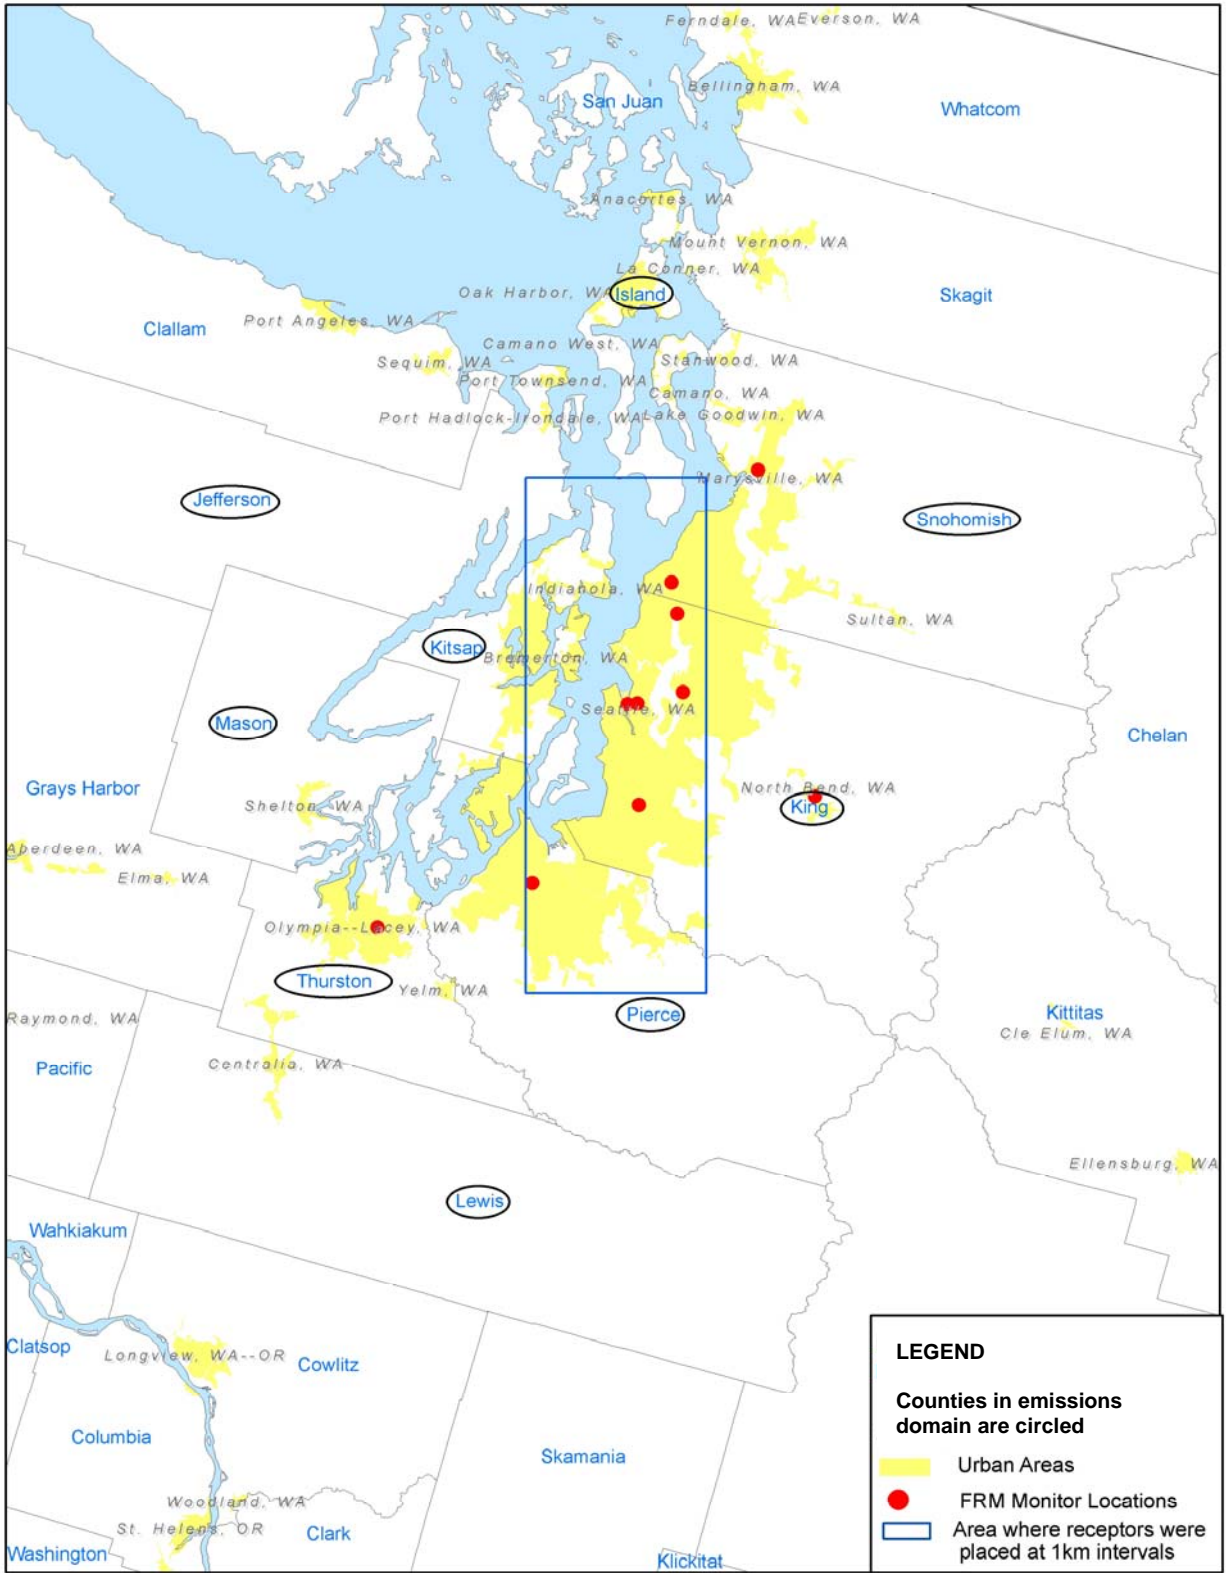 Ferndale, WA Everson, WA
Bellingham, WA
San Juan
Whatcom
Anacortes, WA
Mount Vernon, WA
La Conner, WA
Oak Harbor, WA
Island
Skagit
Port Angeles, WA
Clallam
Camano West, WA
Sequim, WA
Stanwood, WA
Port Townsend, WA
Camano, WA
Port Hadlock-Irondale, WA
Lake Goodwin, WA
Marysville, WA
Jefferson
Snohomish
Indianola, WA
Sultan, WA
Kitsap
Bremerton, WA
Seattle, WA
Mason
Chelan
Grays Harbor
North Bend, WA
Shelton, WA
King
Aberdeen, WA
Elma, WA
Olympia--Lacey, WA
Thurston
Yelm, WA
Raymond, WA
Pierce
Kittitas
Cle Elum, WA
Pacific
Centralia, WA
Ellensburg, WA
Lewis
Wahkiakum
Clatsop
Longview, WA--OR
Cowlitz
Columbia
Skamania
Woodland, WA
St. Helens, OR
Clark
Washington
Klickitat
LEGEND
Counties in emissions
domain are circled
Urban Areas
FRM Monitor Locations
Area where receptors were
placed at 1km intervals